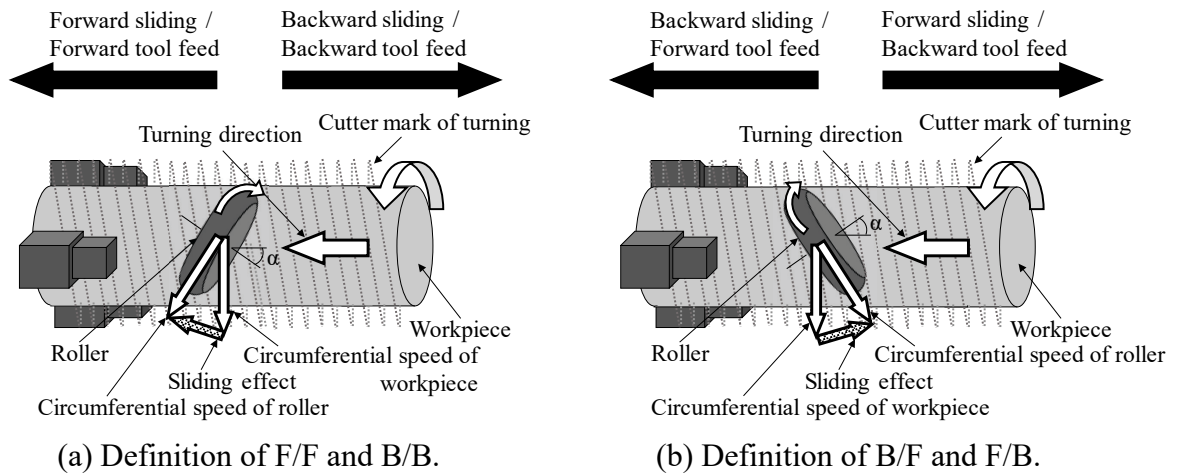 Forward sliding /
Forward tool feed
Backward sliding /
Backward tool feed
Turning direction
Cutter mark of turning
α
Roller
Workpiece
Circumferential speed of
workpiece
Sliding effect
Circumferential speed of roller
(a) Definition of F/F and B/B.
Backward sliding /
Forward tool feed
Forward sliding /
Backward tool feed
Turning direction
Cutter mark of turning
α
Workpiece
Roller
Circumferential speed of roller
Sliding effect
Circumferential speed of workpiece
(b) Definition of B/F and F/B.